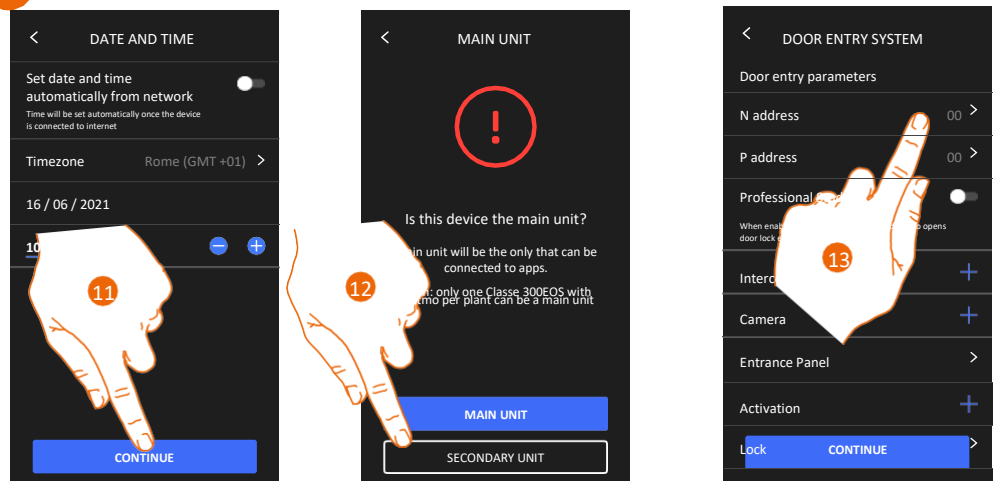 DATE AND TIME
Set date and time
automatically from network
Time will be set automatically once the device
is connected to internet
Timezone Rome (GMT +01)
16 / 06 / 2021
10
11
CONTINUE
MAIN UNIT
Is this device the main unit?
unit will be the only that can be
connected to apps.
only one Classe 300EOS with
per plant can be a main unit
12
MAIN UNIT
SECONDARY UNIT
DOOR ENTRY SYSTEM
Door entry parameters
N address 00
P address 00
Professional
When
opens
door lock
13
Camera
Entrance Panel
Activation
Lock
CONTINUE